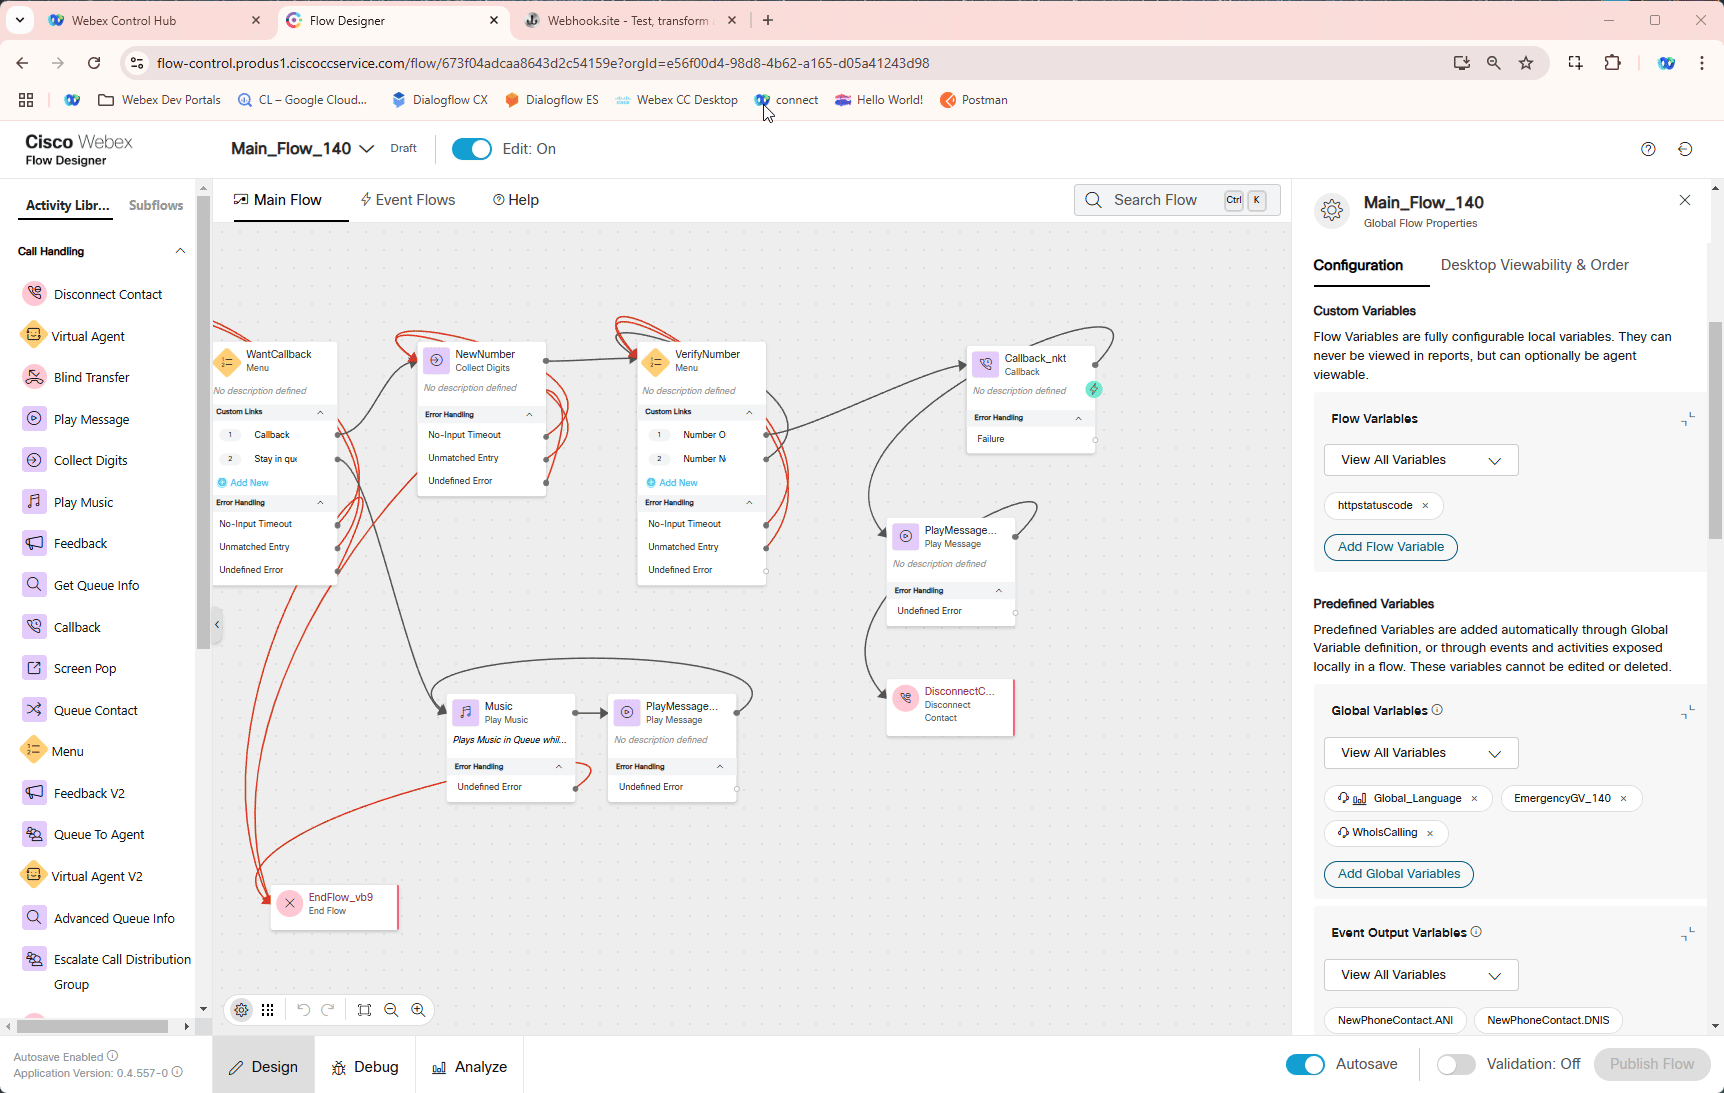 Webex Control Hub
Flow Designer
Webhook.site - Test, transform
flow-control.produs1.ciscoccservice.com/flow/673f04adcaa8643d2c54159e?orgId=e56f00d4-98d8-4b62-a165-d05a41243d98
Webex Dev Portals
CL – Google Cloud...
Dialogflow CX
Dialogflow ES
Webex CC Desktop
connect
Hello World!
Postman
Cisco Webex
Flow Designer
Main_Flow_140
Draft
Edit: On
Activity Libr...
Subflows
Call Handling
Disconnect Contact
Virtual Agent
Blind Transfer
Play Message
Collect Digits
Play Music
Feedback
Get Queue Info
Callback
Screen Pop
Queue Contact
Menu
Feedback V2
Queue To Agent
Virtual Agent V2
Advanced Queue Info
Escalate Call Distribution
Group
Main Flow
Event Flows
Help
Search Flow
Ctrl
K
WantCallback
Menu
No description defined
Custom Links
1 Callback
2 Stay in que
Add New
Error Handling
No-Input Timeout
Unmatched Entry
Undefined Error
NewNumber
Collect Digits
No description defined
Error Handling
No-Input Timeout
Unmatched Entry
Undefined Error
VerifyNumber
Menu
No description defined
Custom Links
1 Number O
2 Number N
Add New
Error Handling
No-Input Timeout
Unmatched Entry
Undefined Error
Callback_nkt
Callback
No description defined
Error Handling
Failure
PlayMessage...
Play Message
No description defined
Error Handling
Undefined Error
DisconnectC...
Disconnect
Contact
Music
Play Music
Plays Music in Queue whil...
Error Handling
Undefined Error
PlayMessage...
Play Message
No description defined
Error Handling
Undefined Error
EndFlow_vb9
End Flow
Main_Flow_140
Global Flow Properties
Configuration
Desktop Viewability & Order
Custom Variables
Flow Variables are fully configurable local variables. They can
never be viewed in reports, but can optionally be agent
viewable.
Flow Variables
View All Variables
httpstatuscode ×
Add Flow Variable
Predefined Variables
Predefined Variables are added automatically through Global
Variable definition, or through events and activities exposed
locally in a flow. These variables cannot be edited or deleted.
Global Variables
View All Variables
Global_Language ×
EmergencyGV_140 ×
WhoIsCalling ×
Add Global Variables
Event Output Variables
View All Variables
NewPhoneContact.ANI
NewPhoneContact.DNIS
Autosave Enabled
Application Version: 0.4.557-0
Design
Debug
Analyze
Autosave
Validation: Off
Publish Flow